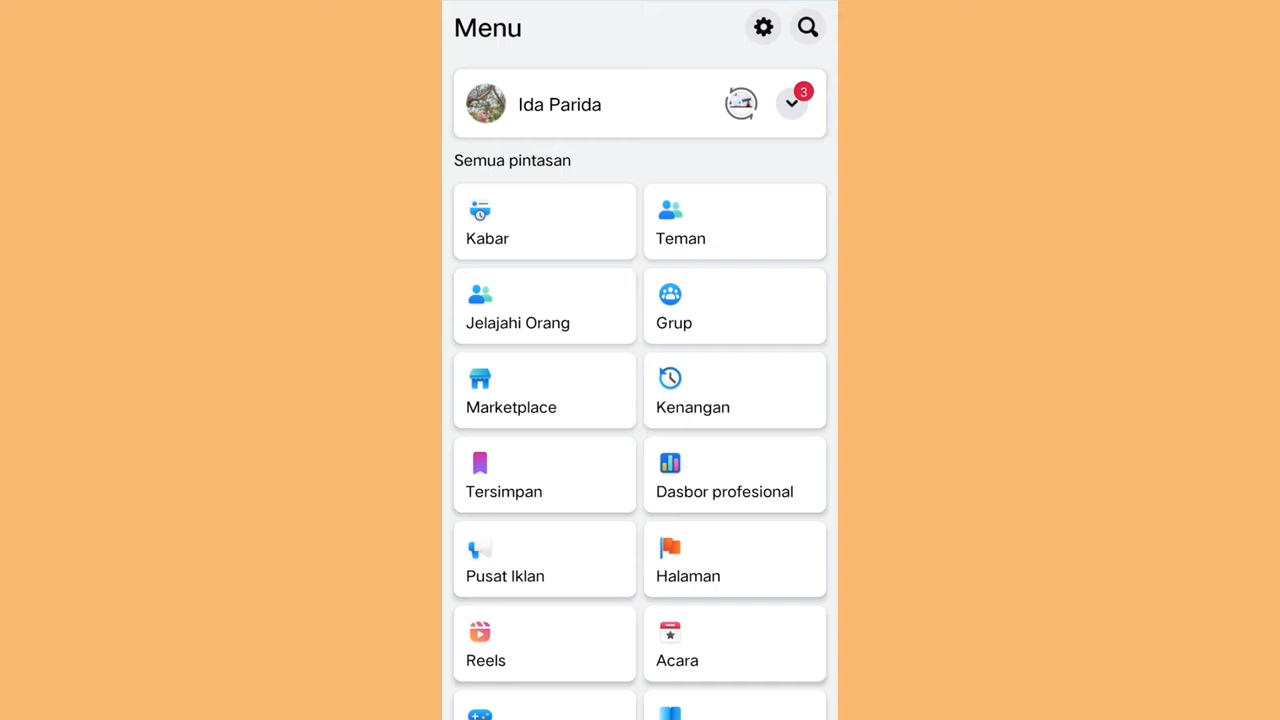 Menu
Ida Parida
3
Semua pintasan
Kabar
Teman
Jelajahi Orang
Grup
Marketplace
Kenangan
Tersimpan
Dasbor profesional
Pusat Iklan
Halaman
Reels
Acara